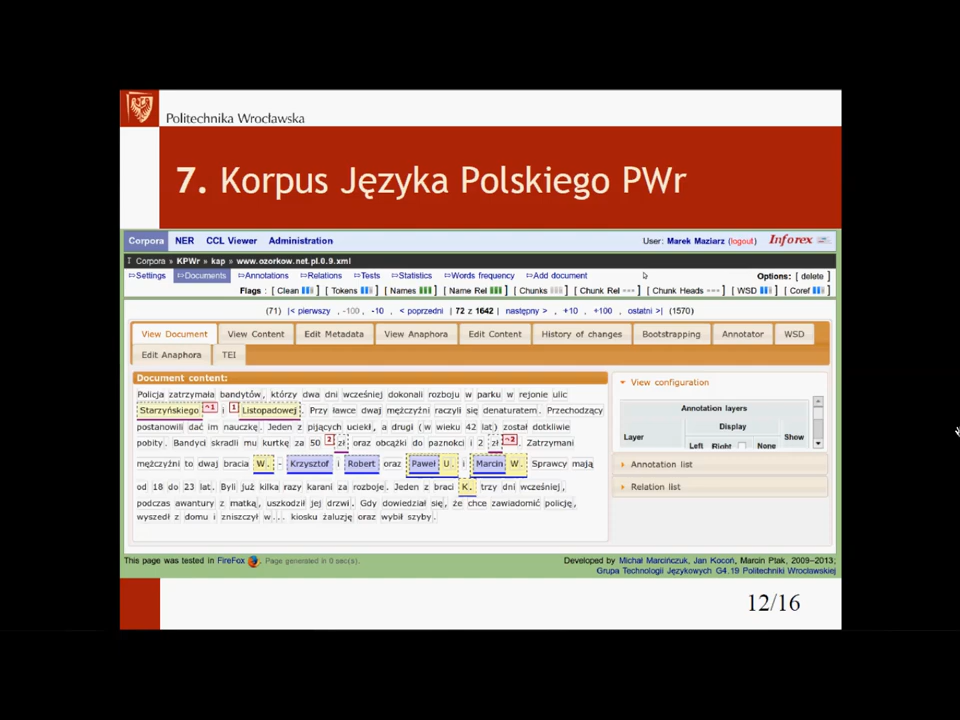 Politechnika Wrocławska
7. Korpus Języka Polskiego PWr
Corpora NER CCL Viewer Administration User: Marek Maziarz (logout) Inforex
Corpora » KPWr » kap » www.ozorkow.net.pl.0.9.xml
Settings Documents Annotations Relations Tests Statistics Words frequency Add document Options: [ delete ]
Flags : [ Clean ] [ Tokens ] [ Names ] [ Name Rel ] [ Chunks ] [ Chunk Rel ] [ Chunk Heads ] [ WSD ] [ Coref ]
(71) |< pierwszy , -100 , -10 , < poprzedni | 72 z 1642 | następny > , +10 , +100 , ostatni >| (1570)
View Document View Content Edit Metadata View Anaphora Edit Content History of changes Bootstrapping Annotator WSD
Edit Anaphora TEI
Document content:
Policja zatrzymała bandytów, którzy dwa dni wcześniej dokonali rozboju w parku w rejonie ulic
Starzyńskiego ^1 i 1 Listopadowej . Przy ławce dwaj mężczyźni raczyli się denaturatem. Przechodzący
postanowili dać im nauczkę. Jeden z pijących uciekł, a drugi (w wieku 42 lat) został dotkliwie
pobity. Bandyci skradli mu kurtkę za 50 2 zł oraz obcążki do paznokci i 2 zł ^2 . Zatrzymani
mężczyźni to dwaj bracia W. - Krzysztof i Robert oraz Paweł U. i Marcin W. Sprawcy mają
od 18 do 23 lat. Byli już kilka razy karani za rozboje. Jeden z braci K. trzy dni wcześniej,
podczas awantury z matką, uszkodził jej drzwi. Gdy dowiedział się, że chce zawiadomić policję,
wyszedł z domu i zniszczył w... kiosku żaluzję oraz wybił szyby.
View configuration
Annotation layers
Display
Layer Left Right None Show
Annotation list
Relation list
This page was tested in FireFox . Page generated in 0 sec(s).
Developed by Michał Marcińczuk, Jan Kocoń, Marcin Ptak, 2009–2013;
Grupa Technologii Językowych G4.19 Politechniki Wrocławskiej
12/16